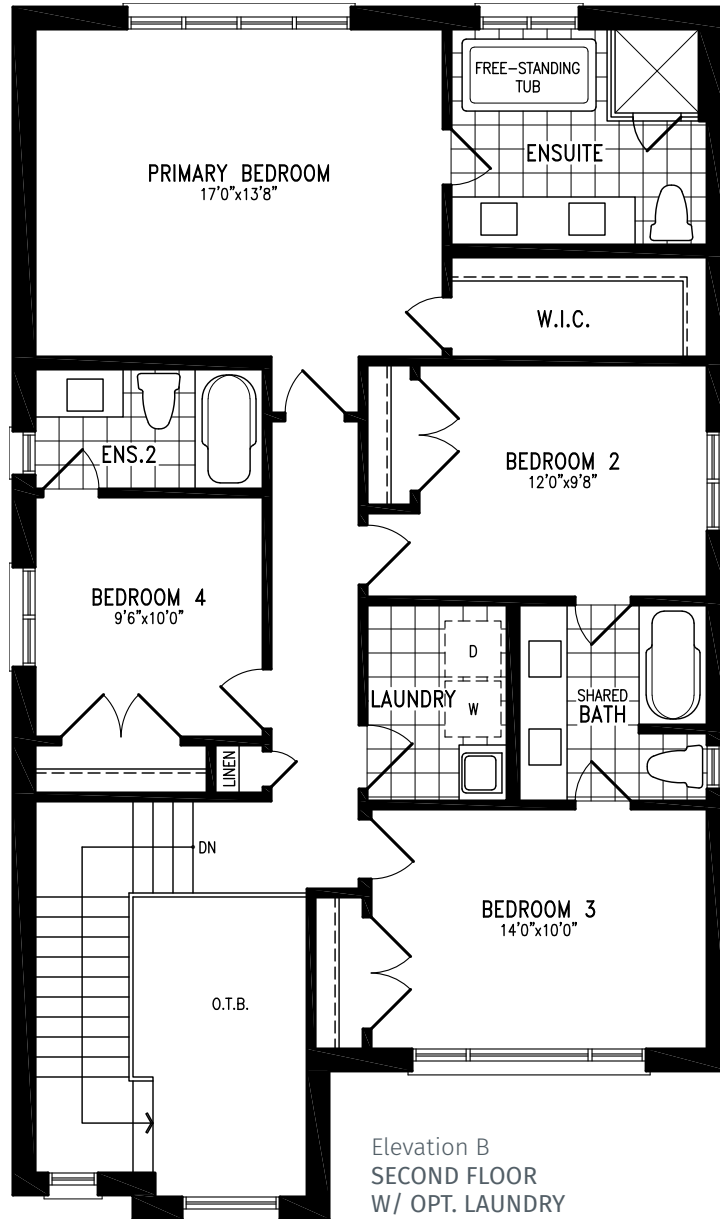 FREE-STANDING
TUB
ENSUITE
PRIMARY BEDROOM
17'0"x13'8"
W.I.C.
ENS.2
BEDROOM 2
12'0"x9'8"
BEDROOM 4
9'6"x10'0"
D
LAUNDRY
W
SHARED
BATH
LINEN
DN
BEDROOM 3
14'0"x10'0"
O.T.B.
Elevation B
SECOND FLOOR
W/ OPT. LAUNDRY